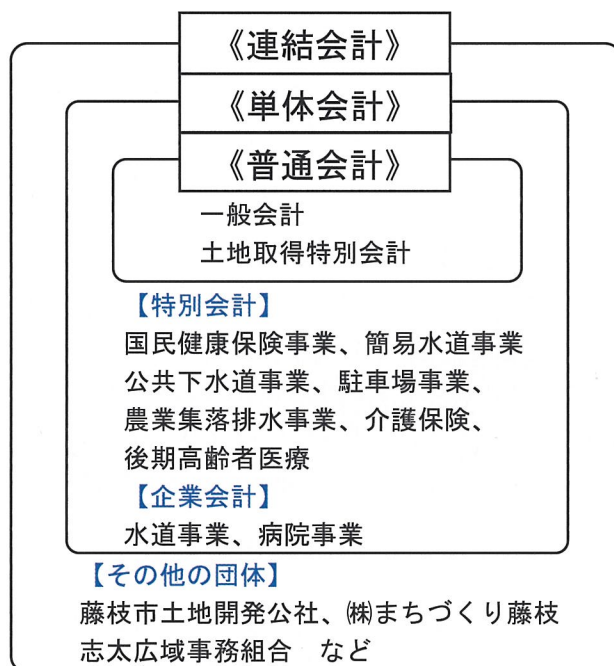 《連結会計》
《単体会計》
《普通会計》
一般会計
土地取得特別会計
【特別会計】
国民健康保険事業、簡易水道事業
公共下水道事業、駐車場事業、
農業集落排水事業、介護保険、
後期高齢者医療
【企業会計】
水道事業、病院事業
【その他の団体】
藤枝市土地開発公社、㈱まちづくり藤枝
志太広域事務組合　など